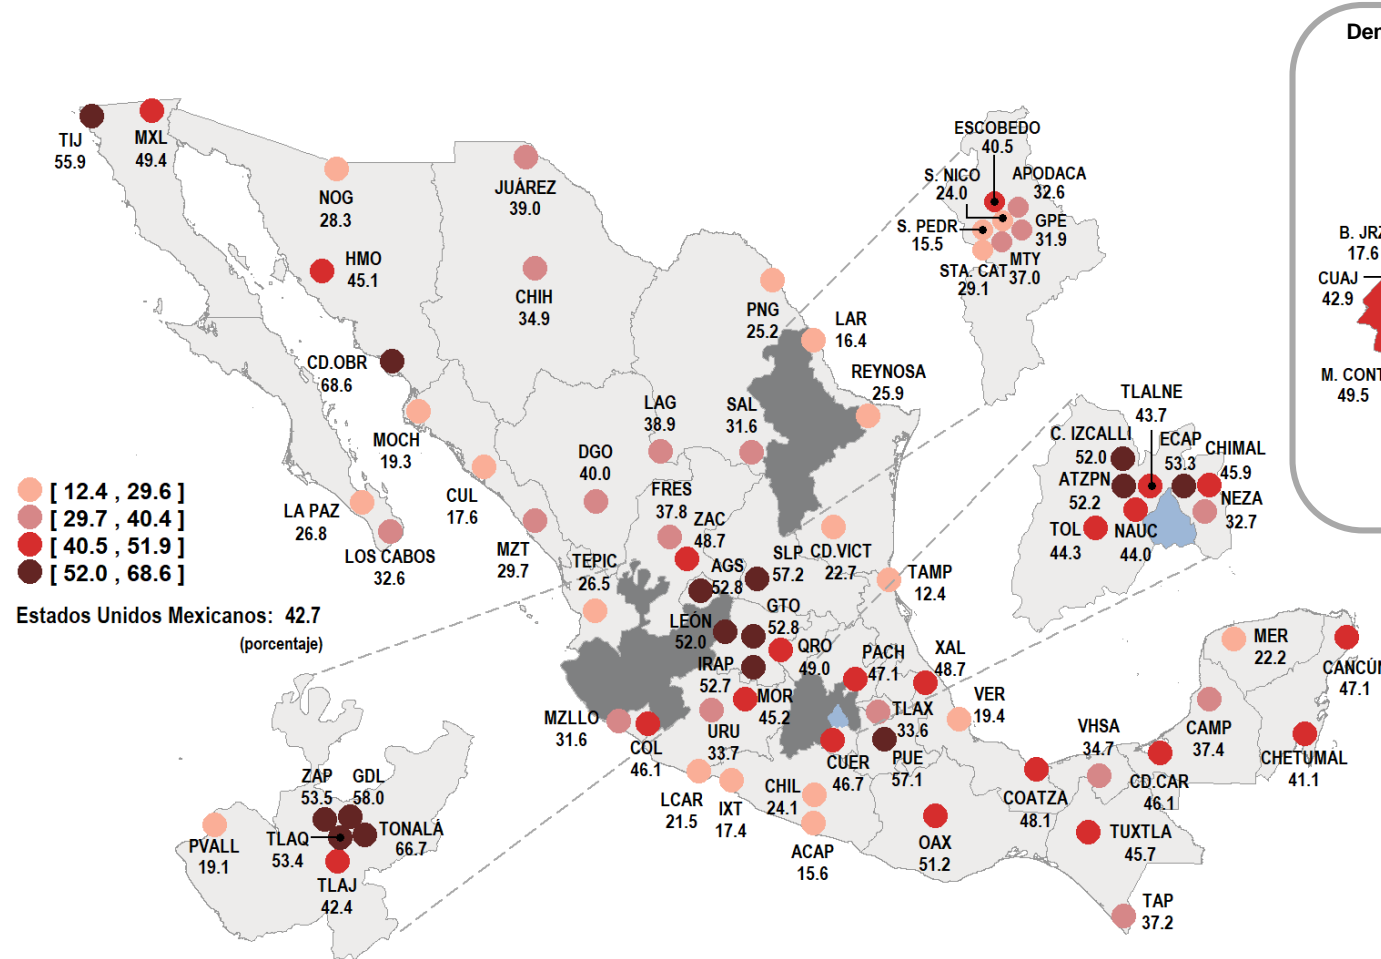 Den
TIJ
55.9
MXL
49.4
NOG
28.3
HMO
45.1
JUÁREZ
39.0
CHIH
34.9
CD.OBR
68.6
MOCH
19.3
CUL
17.6
LA PAZ
26.8
LOS CABOS
32.6
MZT
29.7
DGO
40.0
LAG
38.9
SAL
31.6
PNG
25.2
LAR
16.4
REYNOSA
25.9
ESCOBEDO
40.5
S. NICO
24.0
APODACA
32.6
S. PEDR
15.5
GPE
31.9
STA. CAT
29.1
MTY
37.0
B. JRZ
17.6
CUAJ
42.9
M. CONT
49.5
TLALNE
43.7
C. IZCALLI
52.0
ECAP
53.3
CHIMAL
45.9
ATZPN
52.2
NEZA
32.7
TOL
44.3
NAUC
44.0
[ 12.4 , 29.6 ]
[ 29.7 , 40.4 ]
[ 40.5 , 51.9 ]
[ 52.0 , 68.6 ]
Estados Unidos Mexicanos: 42.7
(porcentaje)
FRES
37.8
ZAC
48.7
TEPIC
26.5
AGS
52.8
SLP
57.2
CD.VICT
22.7
TAMP
12.4
LEÓN
52.0
GTO
52.8
IRAP
52.7
QRO
49.0
PACH
47.1
XAL
48.7
VER
19.4
MZLLO
31.6
COL
46.1
URU
33.7
MOR
45.2
TLAX
33.6
CUER
46.7
PUE
57.1
LCAR
21.5
IXT
17.4
CHIL
24.1
ACAP
15.6
OAX
51.2
COATZA
48.1
VHSA
34.7
CD.CAR
46.1
CAMP
37.4
MER
22.2
CANCÚN
47.1
CHETUMAL
41.1
TUXTLA
45.7
TAP
37.2
ZAP
53.5
GDL
58.0
PVALL
19.1
TLAQ
53.4
TONALÁ
66.7
TLAJ
42.4